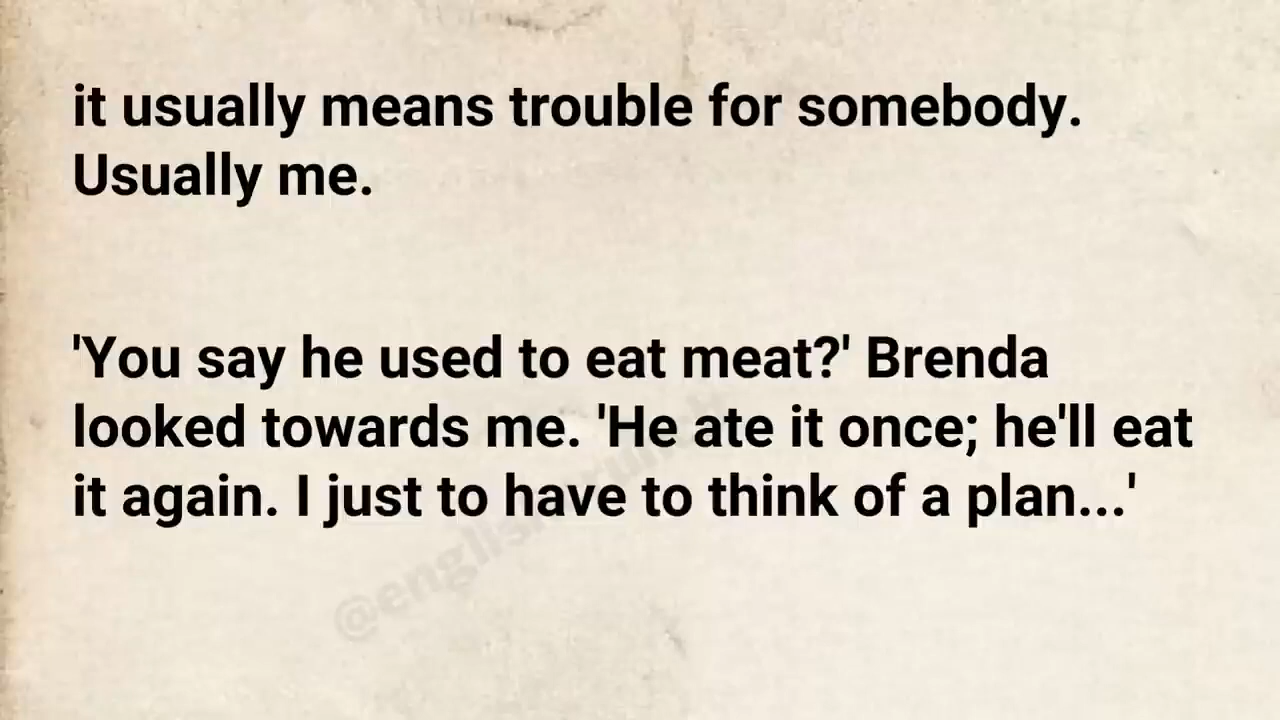 it usually means trouble for somebody.
Usually me.
'You say he used to eat meat?' Brenda
looked towards me. 'He ate it once; he'll eat
it again. I just to have to think of a plan...'